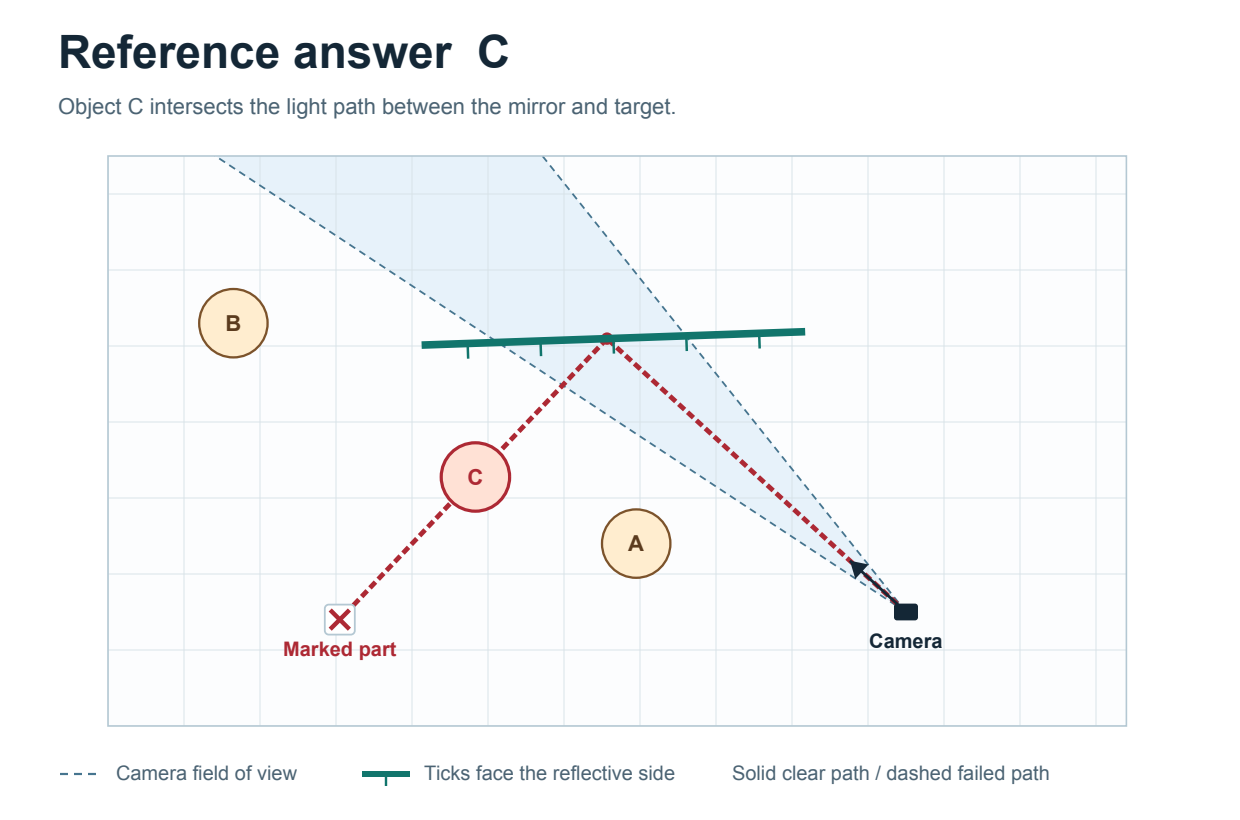 Reference answer C
Object C intersects the light path between the mirror and target.
B
C
A
Marked part
Camera
Camera field of view
Ticks face the reflective side
Solid clear path / dashed failed path